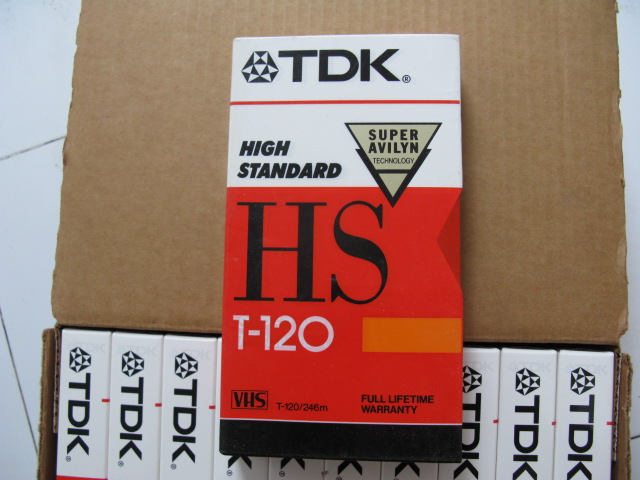 TDK®
HIGH
STANDARD
SUPER
AVILYN
TECHNOLOGY
HS
T-120
VHS
T-120/246m
FULL LIFETIME
WARRANTY
TDK
TDK
TDK
TDK
TDK
TDK